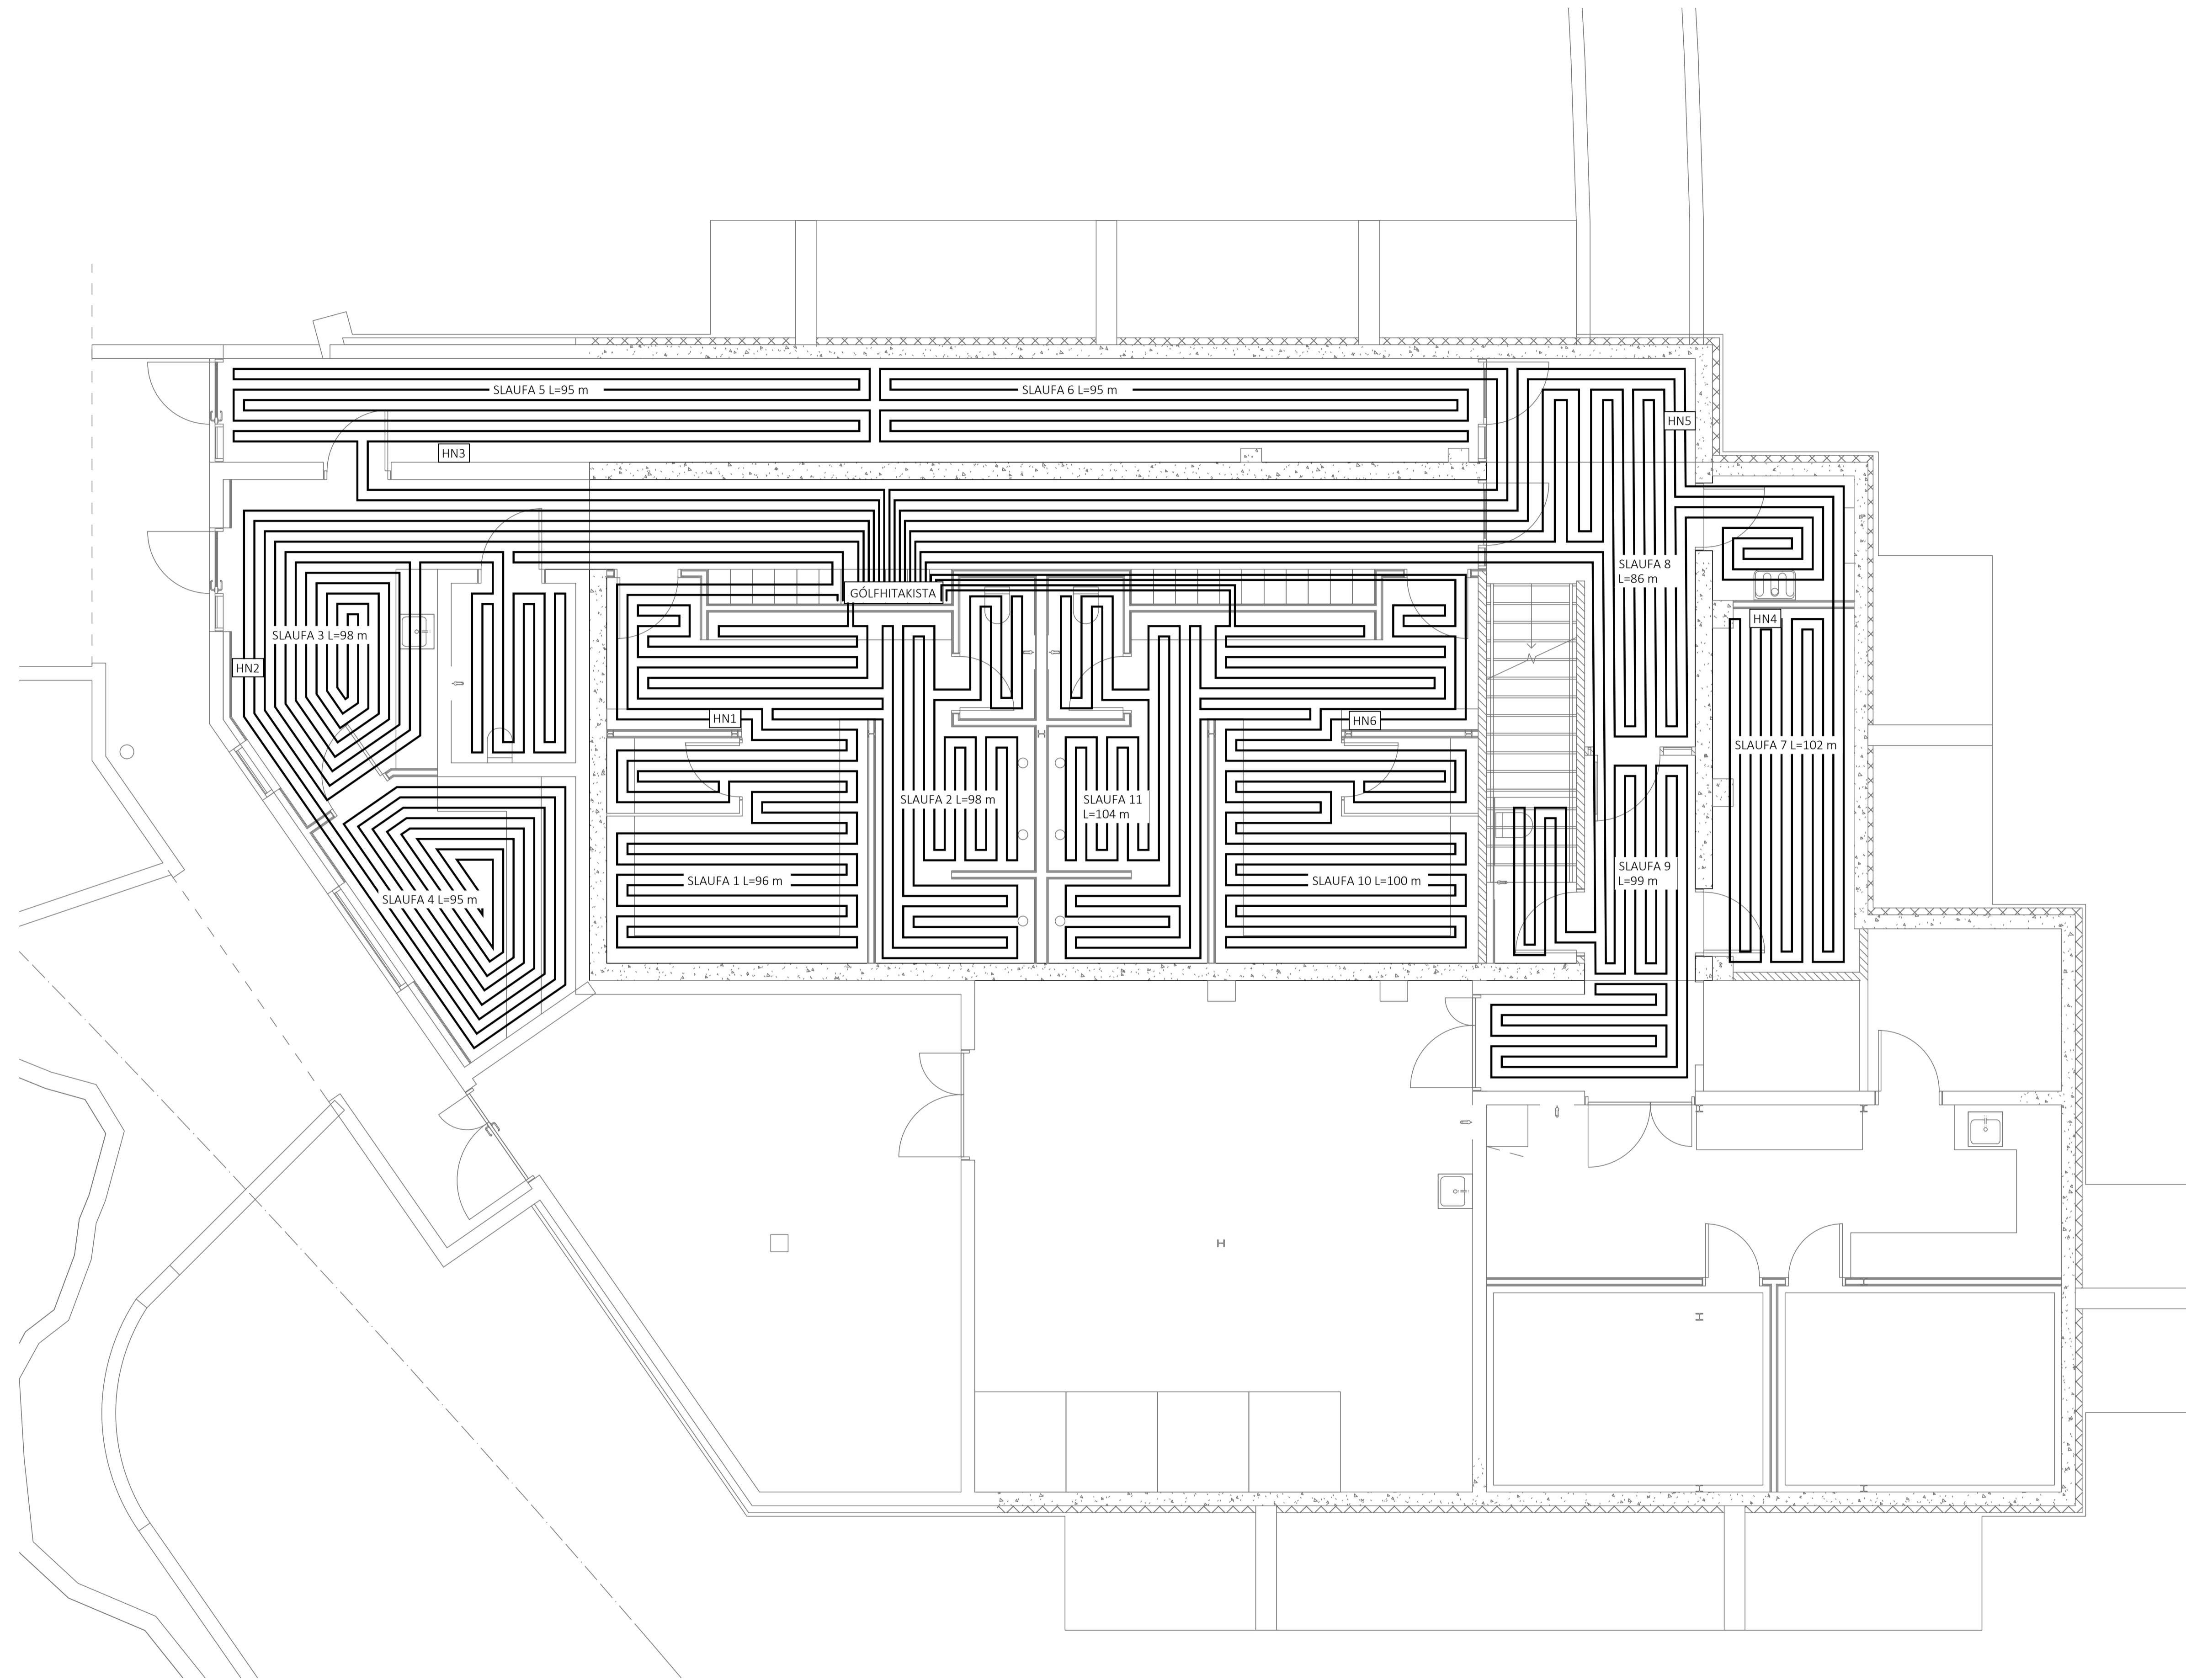 SLAUFA 5 L=95 m
SLAUFA 6 L=95 m
HN5
HN3
SLAUFA 8
L=86 m
GÓLFHITAKISTA
HN4
SLAUFA 3 L=98 m
HN2
HN1
HN6
SLAUFA 7 L=102 m
SLAUFA 2 L=98 m
SLAUFA 11
L=104 m
SLAUFA 9
L=99 m
SLAUFA 1 L=96 m
SLAUFA 10 L=100 m
SLAUFA 4 L=95 m